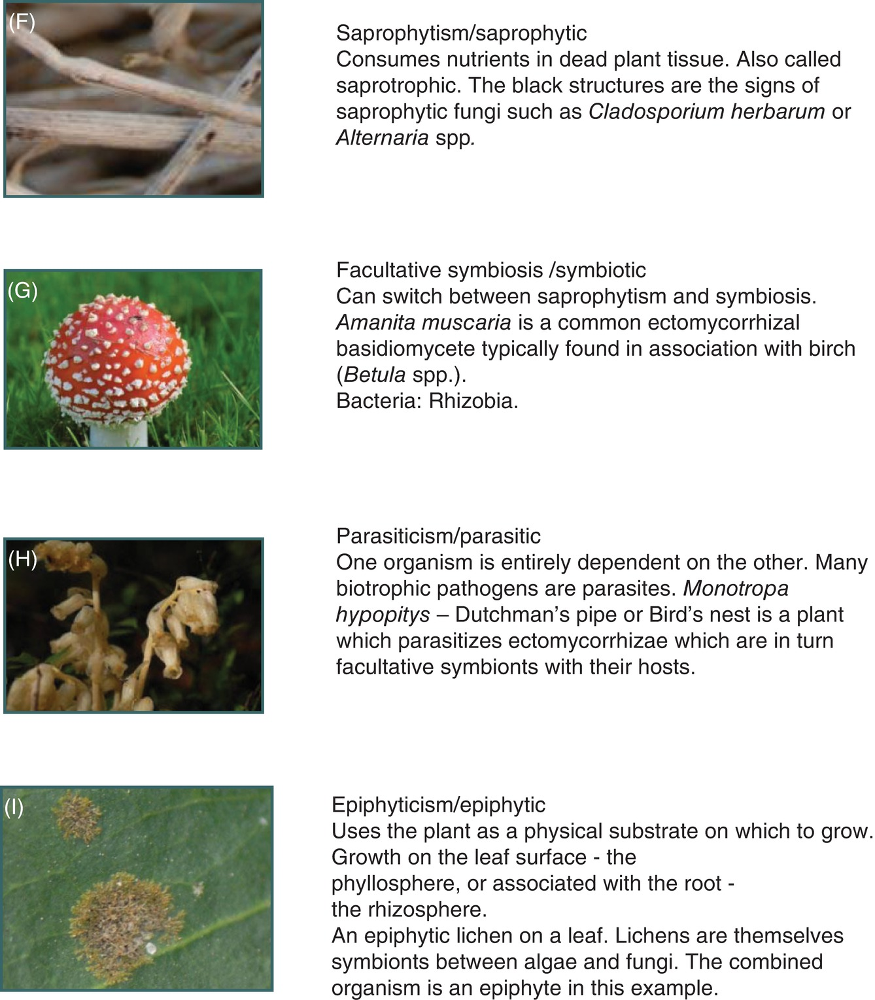 (F)
Saprophytism/saprophytic
Consumes nutrients in dead plant tissue. Also called
saprotrophic. The black structures are the signs of
saprophytic fungi such as Cladosporium herbarum or
Alternaria spp.
(G)
Facultative symbiosis /symbiotic
Can switch between saprophytism and symbiosis.
Amanita muscaria is a common ectomycorrhizal
basidiomycete typically found in association with birch
(Betula spp.).
Bacteria: Rhizobia.
(H)
Parasiticism/parasitic
One organism is entirely dependent on the other. Many
biotrophic pathogens are parasites. Monotropa
hypopitys – Dutchman’s pipe or Bird’s nest is a plant
which parasitizes ectomycorrhizae which are in turn
facultative symbionts with their hosts.
(I)
Epiphyticism/epiphytic
Uses the plant as a physical substrate on which to grow.
Growth on the leaf surface - the
phyllosphere, or associated with the root -
the rhizosphere.
An epiphytic lichen on a leaf. Lichens are themselves
symbionts between algae and fungi. The combined
organism is an epiphyte in this example.